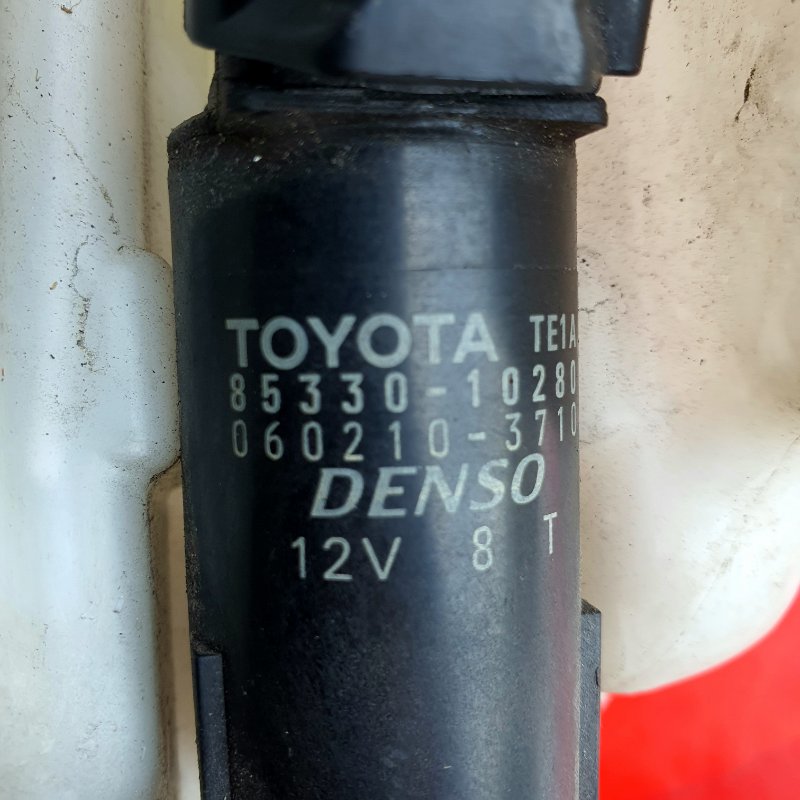 TOYOTA TE1A
85330-10280
060210-3710
DENSO
12V 8 T